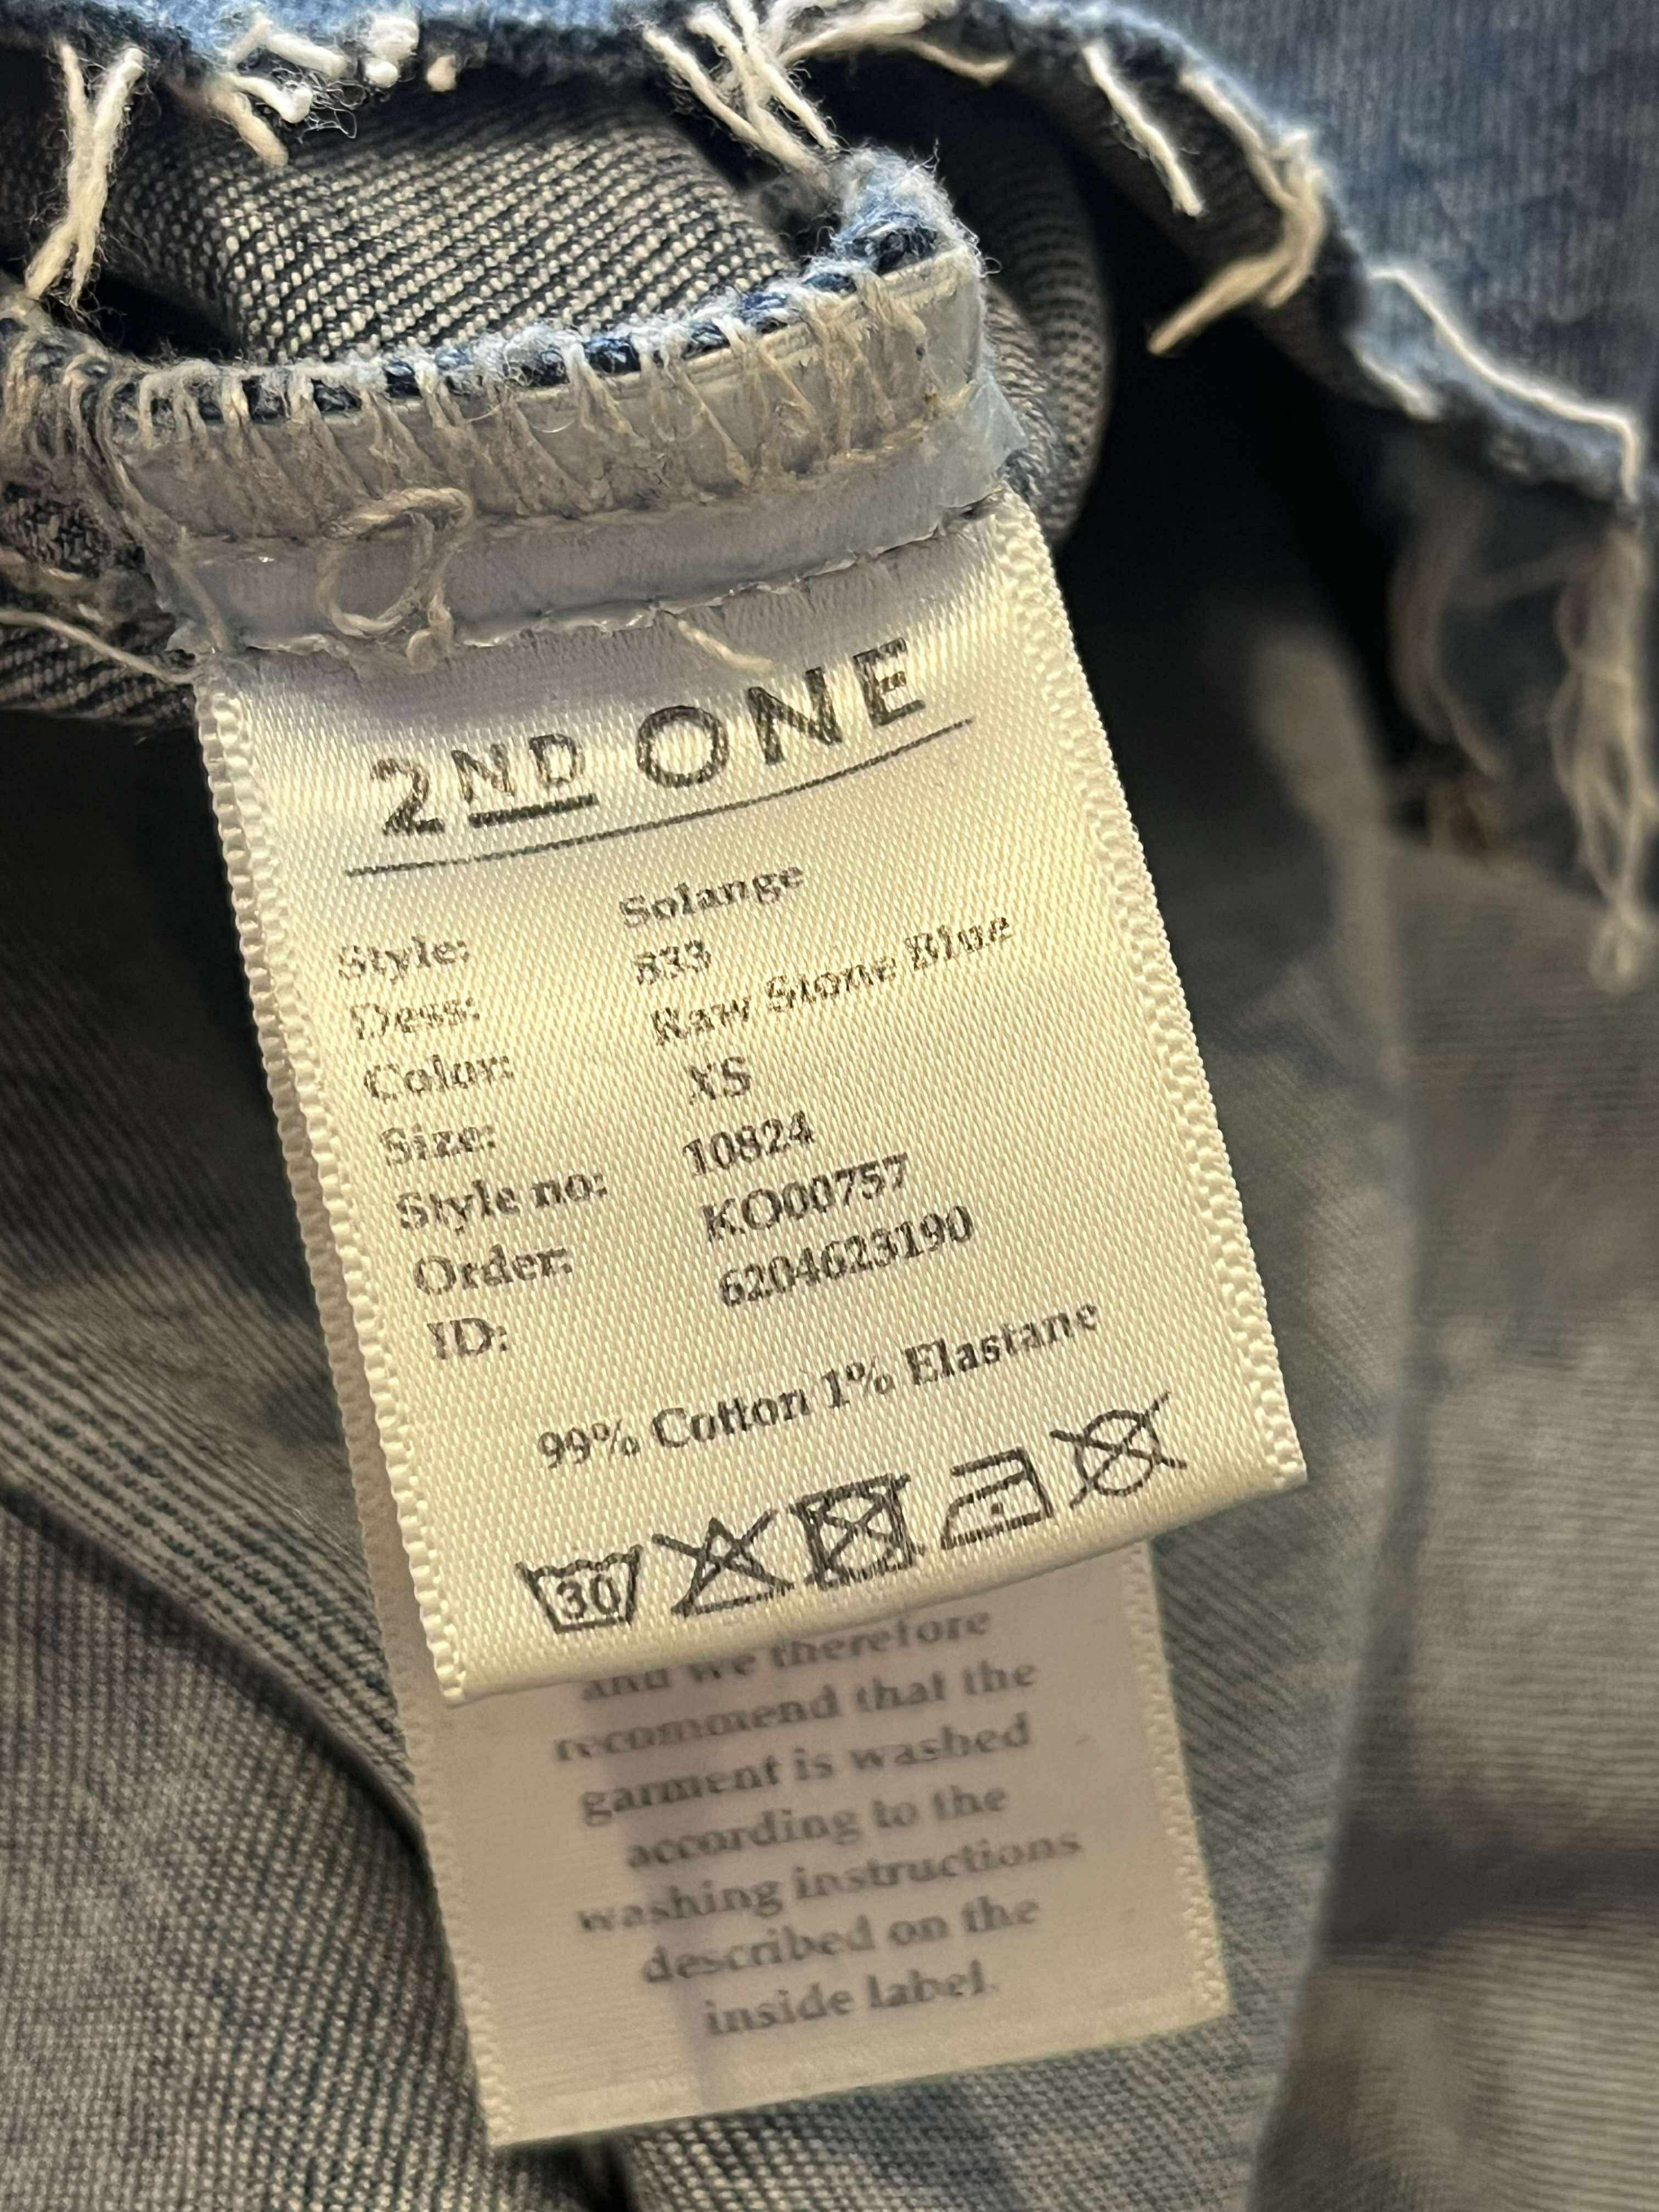 2ND ONE
Style: Solange
Dess: 833
Color: Raw Stone Blue
Size: XS
Style no: 10824
Order: KO00757
ID: 6204623190
99% Cotton 1% Elastane
30
and we therefore
recommend that the
garment is washed
according to the
washing instructions
described on the
inside label.